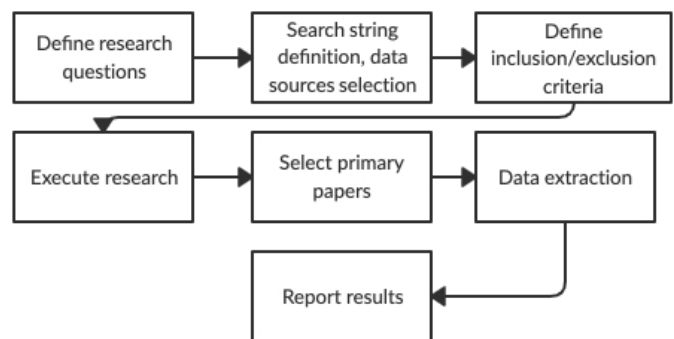 Define research
questions
Search string
definition, data
sources selection
Define
inclusion/exclusion
criteria
Execute research
Select primary
papers
Data extraction
Report results